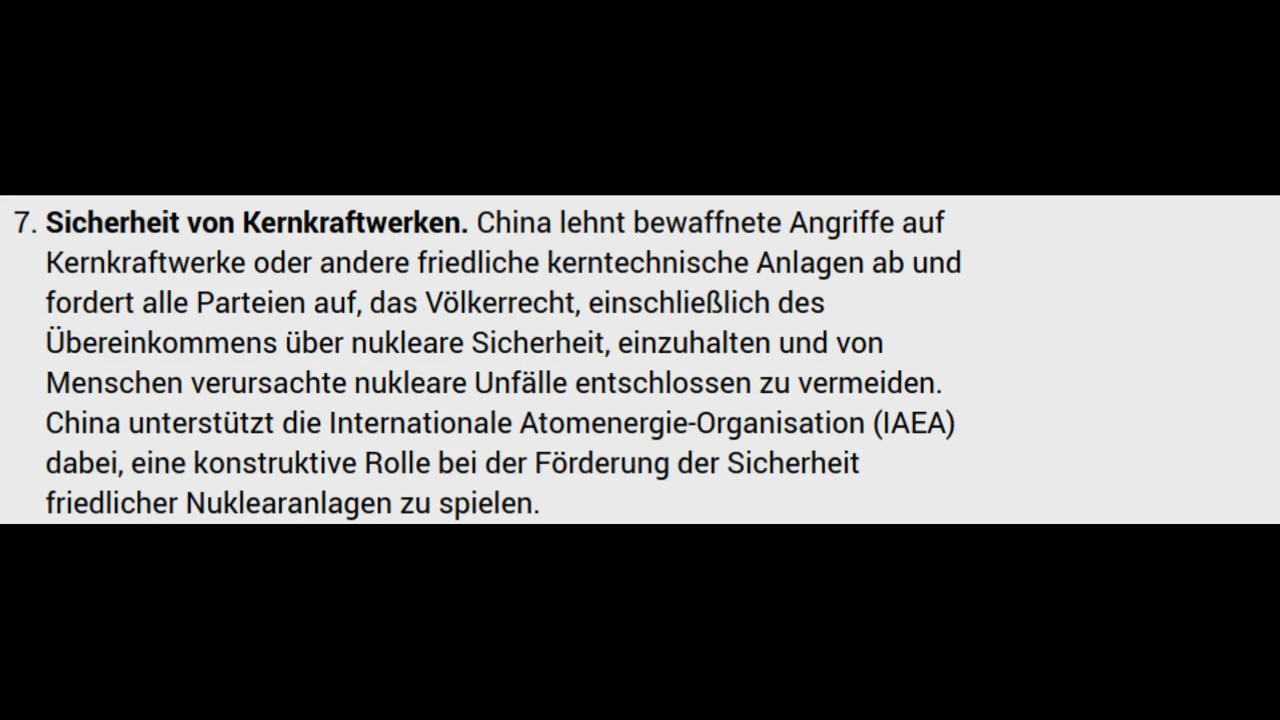 7. Sicherheit von Kernkraftwerken. China lehnt bewaffnete Angriffe auf
Kernkraftwerke oder andere friedliche kerntechnische Anlagen ab und
fordert alle Parteien auf, das Völkerrecht, einschließlich des
Übereinkommens über nukleare Sicherheit, einzuhalten und von
Menschen verursachte nukleare Unfälle entschlossen zu vermeiden.
China unterstützt die Internationale Atomenergie-Organisation (IAEA)
dabei, eine konstruktive Rolle bei der Förderung der Sicherheit
friedlicher Nuklearanlagen zu spielen.